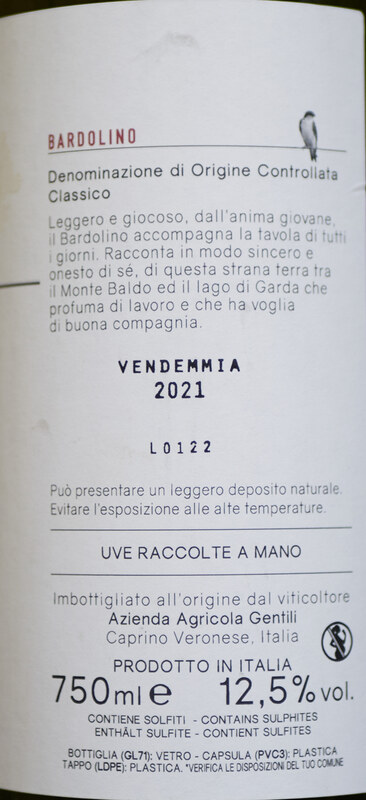 BARDOLINO
Denominazione di Origine Controllata
Classico
Leggero e giocoso, dall'anima giovane,
il Bardolino accompagna la tavola di tutti
i giorni. Racconta in modo sincero e
onesto di sé, di questa strana terra tra
il Monte Baldo ed il lago di Garda che
profuma di lavoro e che ha voglia
di buona compagnia.
VENDEMMIA
2021
L0122
Può presentare un leggero deposito naturale.
Evitare l'esposizione alle alte temperature.
UVE RACCOLTE A MANO
Imbottigliato all'origine dal viticoltore
Azienda Agricola Gentili
Caprino Veronese, Italia
PRODOTTO IN ITALIA
750ml e 12,5% vol.
CONTIENE SOLFITI - CONTAINS SULPHITES
ENTHÄLT SULFITE - CONTIENT SULFITES
BOTTIGLIA (GL71): VETRO - CAPSULA (PVC3): PLASTICA
TAPPO (LDPE): PLASTICA. *VERIFICA LE DISPOSIZIONI DEL TUO COMUNE